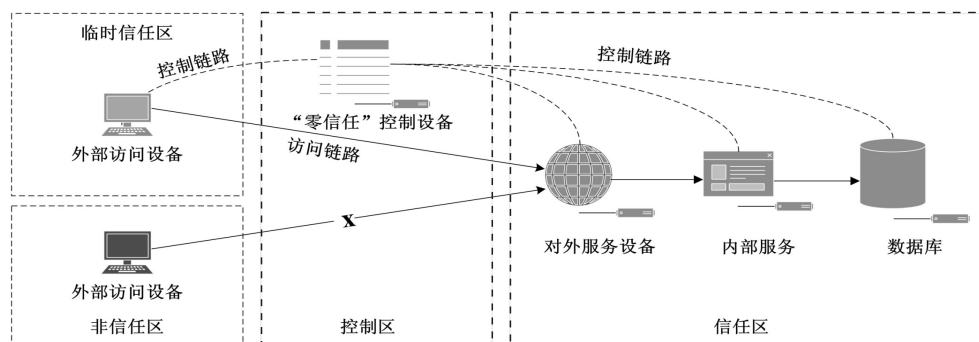 临时信任区
控制链路
外部访问设备
“零信任”控制设备
访问链路
控制链路
X
对外服务设备
内部服务
数据库
外部访问设备
非信任区
控制区
信任区